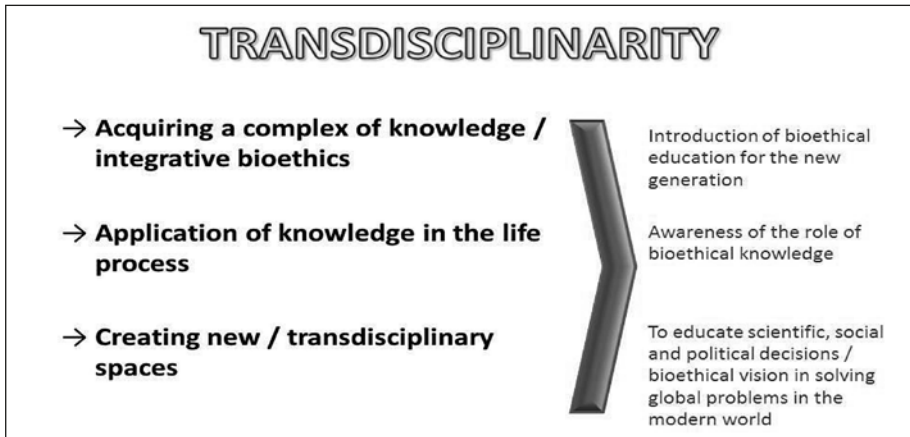 TRANSDISCIPLINARITY
→ Acquiring a complex of knowledge /
integrative bioethics
→ Application of knowledge in the life
process
→ Creating new / transdisciplinary
spaces
Introduction of bioethical
education for the new
generation
Awareness of the role of
bioethical knowledge
To educate scientific, social
and political decisions /
bioethical vision in solving
global problems in the
modern world